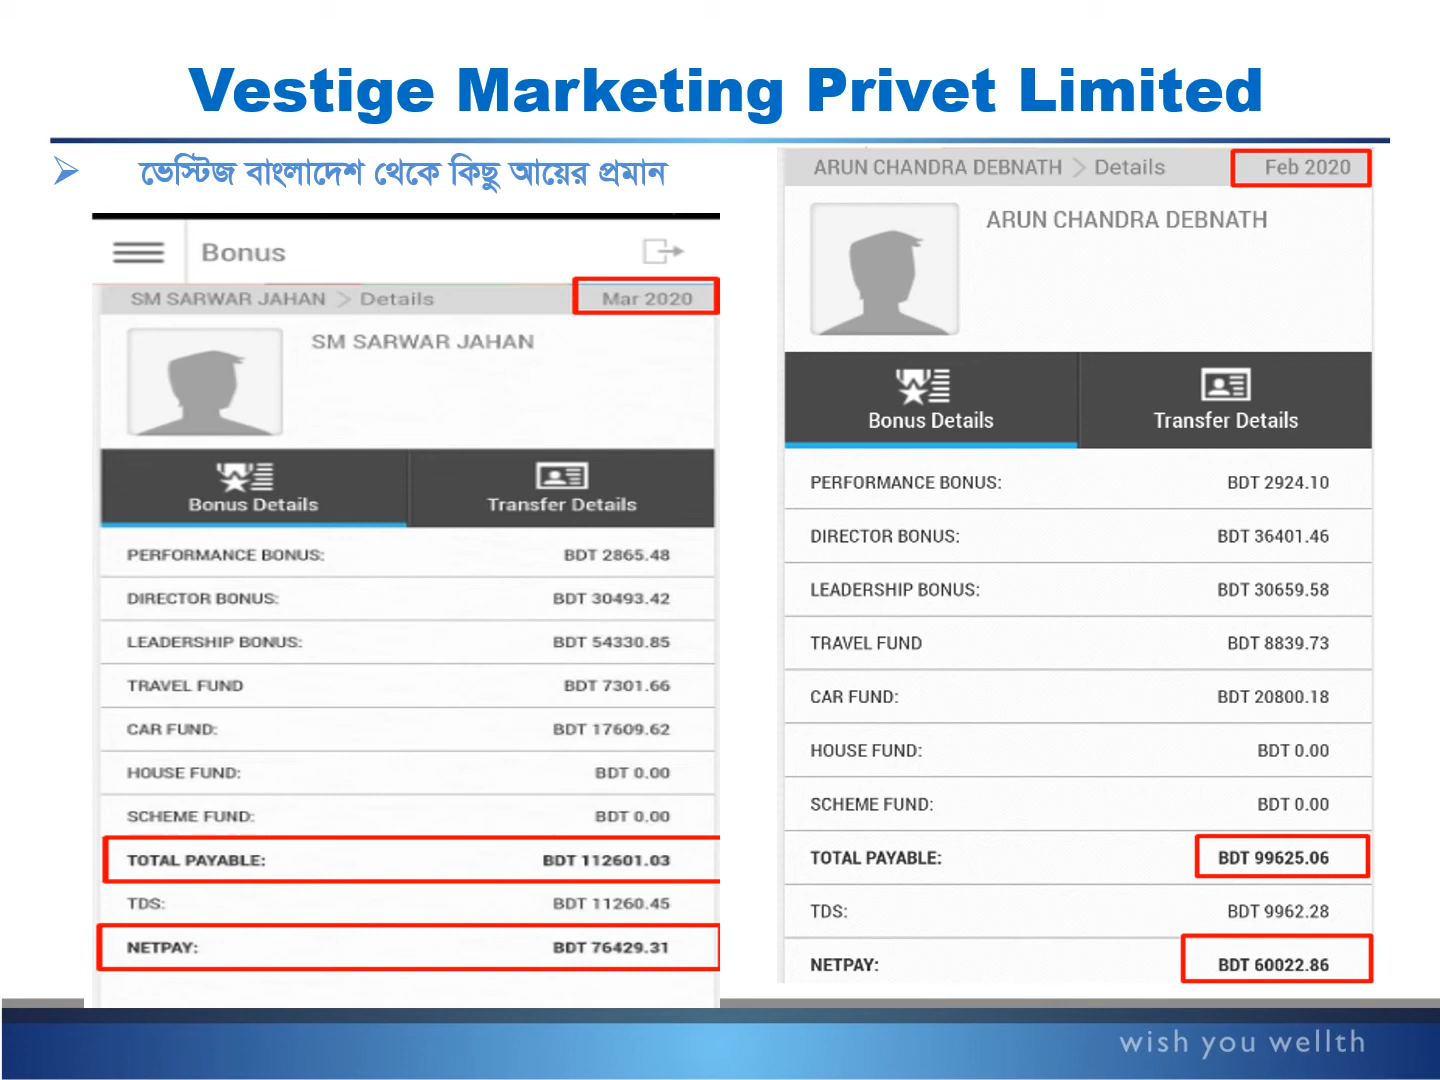 Vestige Marketing Privet Limited
ভেস্টিজ বাংলাদেশ থেকে কিছু আয়ের প্রমান
Bonus
SM SARWAR JAHAN > Details Mar 2020
SM SARWAR JAHAN
Bonus Details Transfer Details
PERFORMANCE BONUS: BDT 2865.48
DIRECTOR BONUS: BDT 30493.42
LEADERSHIP BONUS: BDT 54330.85
TRAVEL FUND BDT 7301.66
CAR FUND: BDT 17609.62
HOUSE FUND: BDT 0.00
SCHEME FUND: BDT 0.00
TOTAL PAYABLE: BDT 112601.03
TDS: BDT 11260.45
NETPAY: BDT 76429.31
ARUN CHANDRA DEBNATH > Details Feb 2020
ARUN CHANDRA DEBNATH
Bonus Details Transfer Details
PERFORMANCE BONUS: BDT 2924.10
DIRECTOR BONUS: BDT 36401.46
LEADERSHIP BONUS: BDT 30659.58
TRAVEL FUND BDT 8839.73
CAR FUND: BDT 20800.18
HOUSE FUND: BDT 0.00
SCHEME FUND: BDT 0.00
TOTAL PAYABLE: BDT 99625.06
TDS: BDT 9962.28
NETPAY: BDT 60022.86
wish you wellth